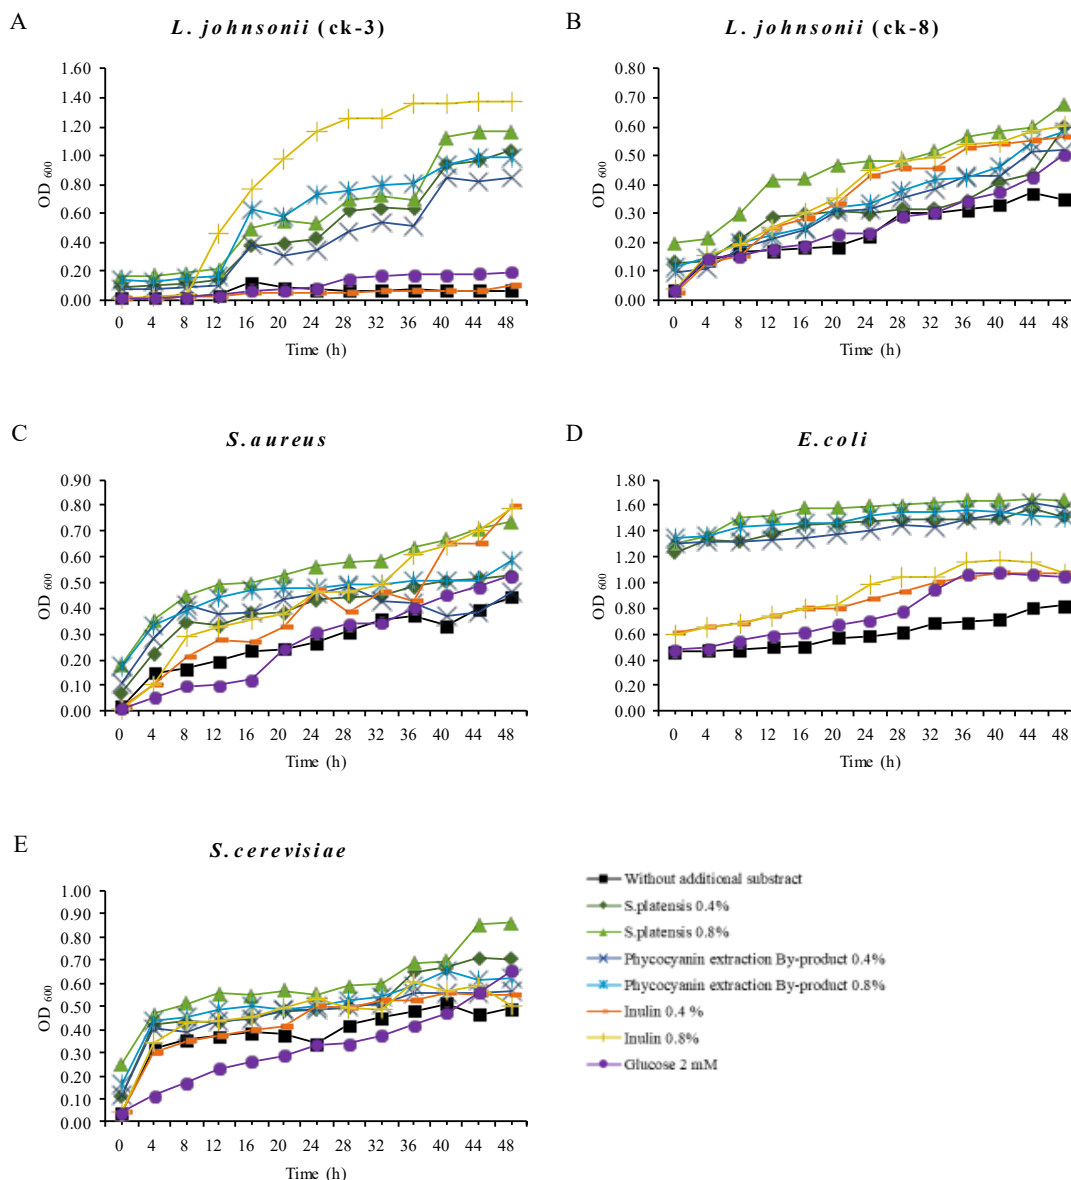 A
L. johnsonii (ck-3)
1.60
1.40
1.20
1.00
0.80
0.60
0.40
0.20
0.00
OD 600
0 4 8 12 16 20 24 28 32 36 40 44 48
Time (h)
B
L. johnsonii (ck-8)
0.80
0.70
0.60
0.50
0.40
0.30
0.20
0.10
0.00
OD 600
0 4 8 12 16 20 24 28 32 36 40 44 48
Time (h)
C
S.aureus
0.90
0.80
0.70
0.60
0.50
0.40
0.30
0.20
0.10
0.00
OD 600
0 4 8 12 16 20 24 28 32 36 40 44 48
Time (h)
D
E.coli
1.80
1.60
1.40
1.20
1.00
0.80
0.60
0.40
0.20
0.00
OD 600
0 4 8 12 16 20 24 28 32 36 40 44 48
Time (h)
E
S.cerevisiae
1.00
0.90
0.80
0.70
0.60
0.50
0.40
0.30
0.20
0.10
0.00
OD 600
0 4 8 12 16 20 24 28 32 36 40 44 48
Time (h)
Without additional substract
S.platensis 0.4%
S.platensis 0.8%
Phycocyanin extraction By-product 0.4%
Phycocyanin extraction By-product 0.8%
Inulin 0.4 %
Inulin 0.8%
Glucose 2 mM